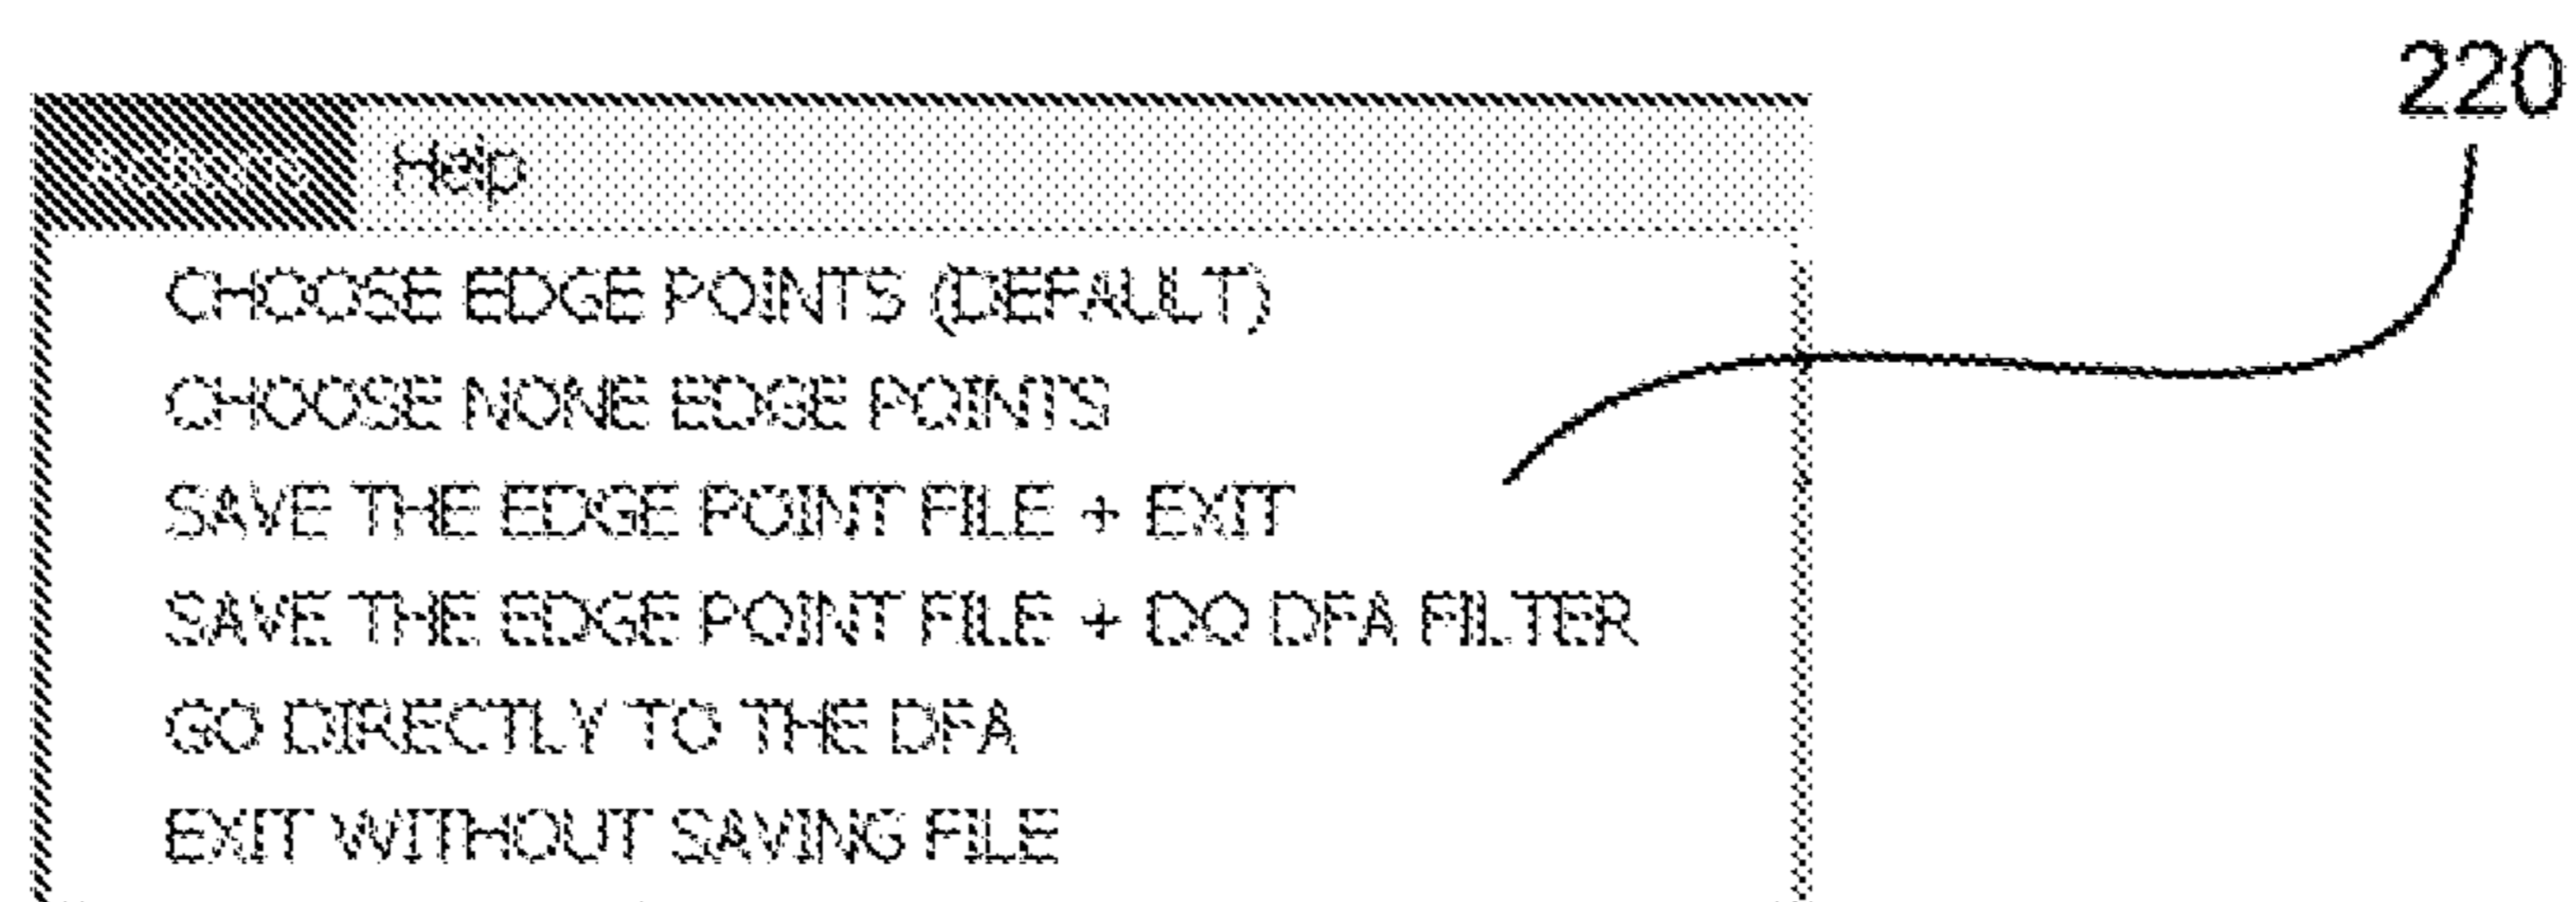 220
Help
CHOOSE EDGE POINTS (DEFAULT)
CHOOSE NONE EDGE POINTS
SAVE THE EDGE POINT FILE + EXIT
SAVE THE EDGE POINT FILE + DO DFA FILTER
GO DIRECTLY TO THE DFA
EXIT WITHOUT SAVING FILE